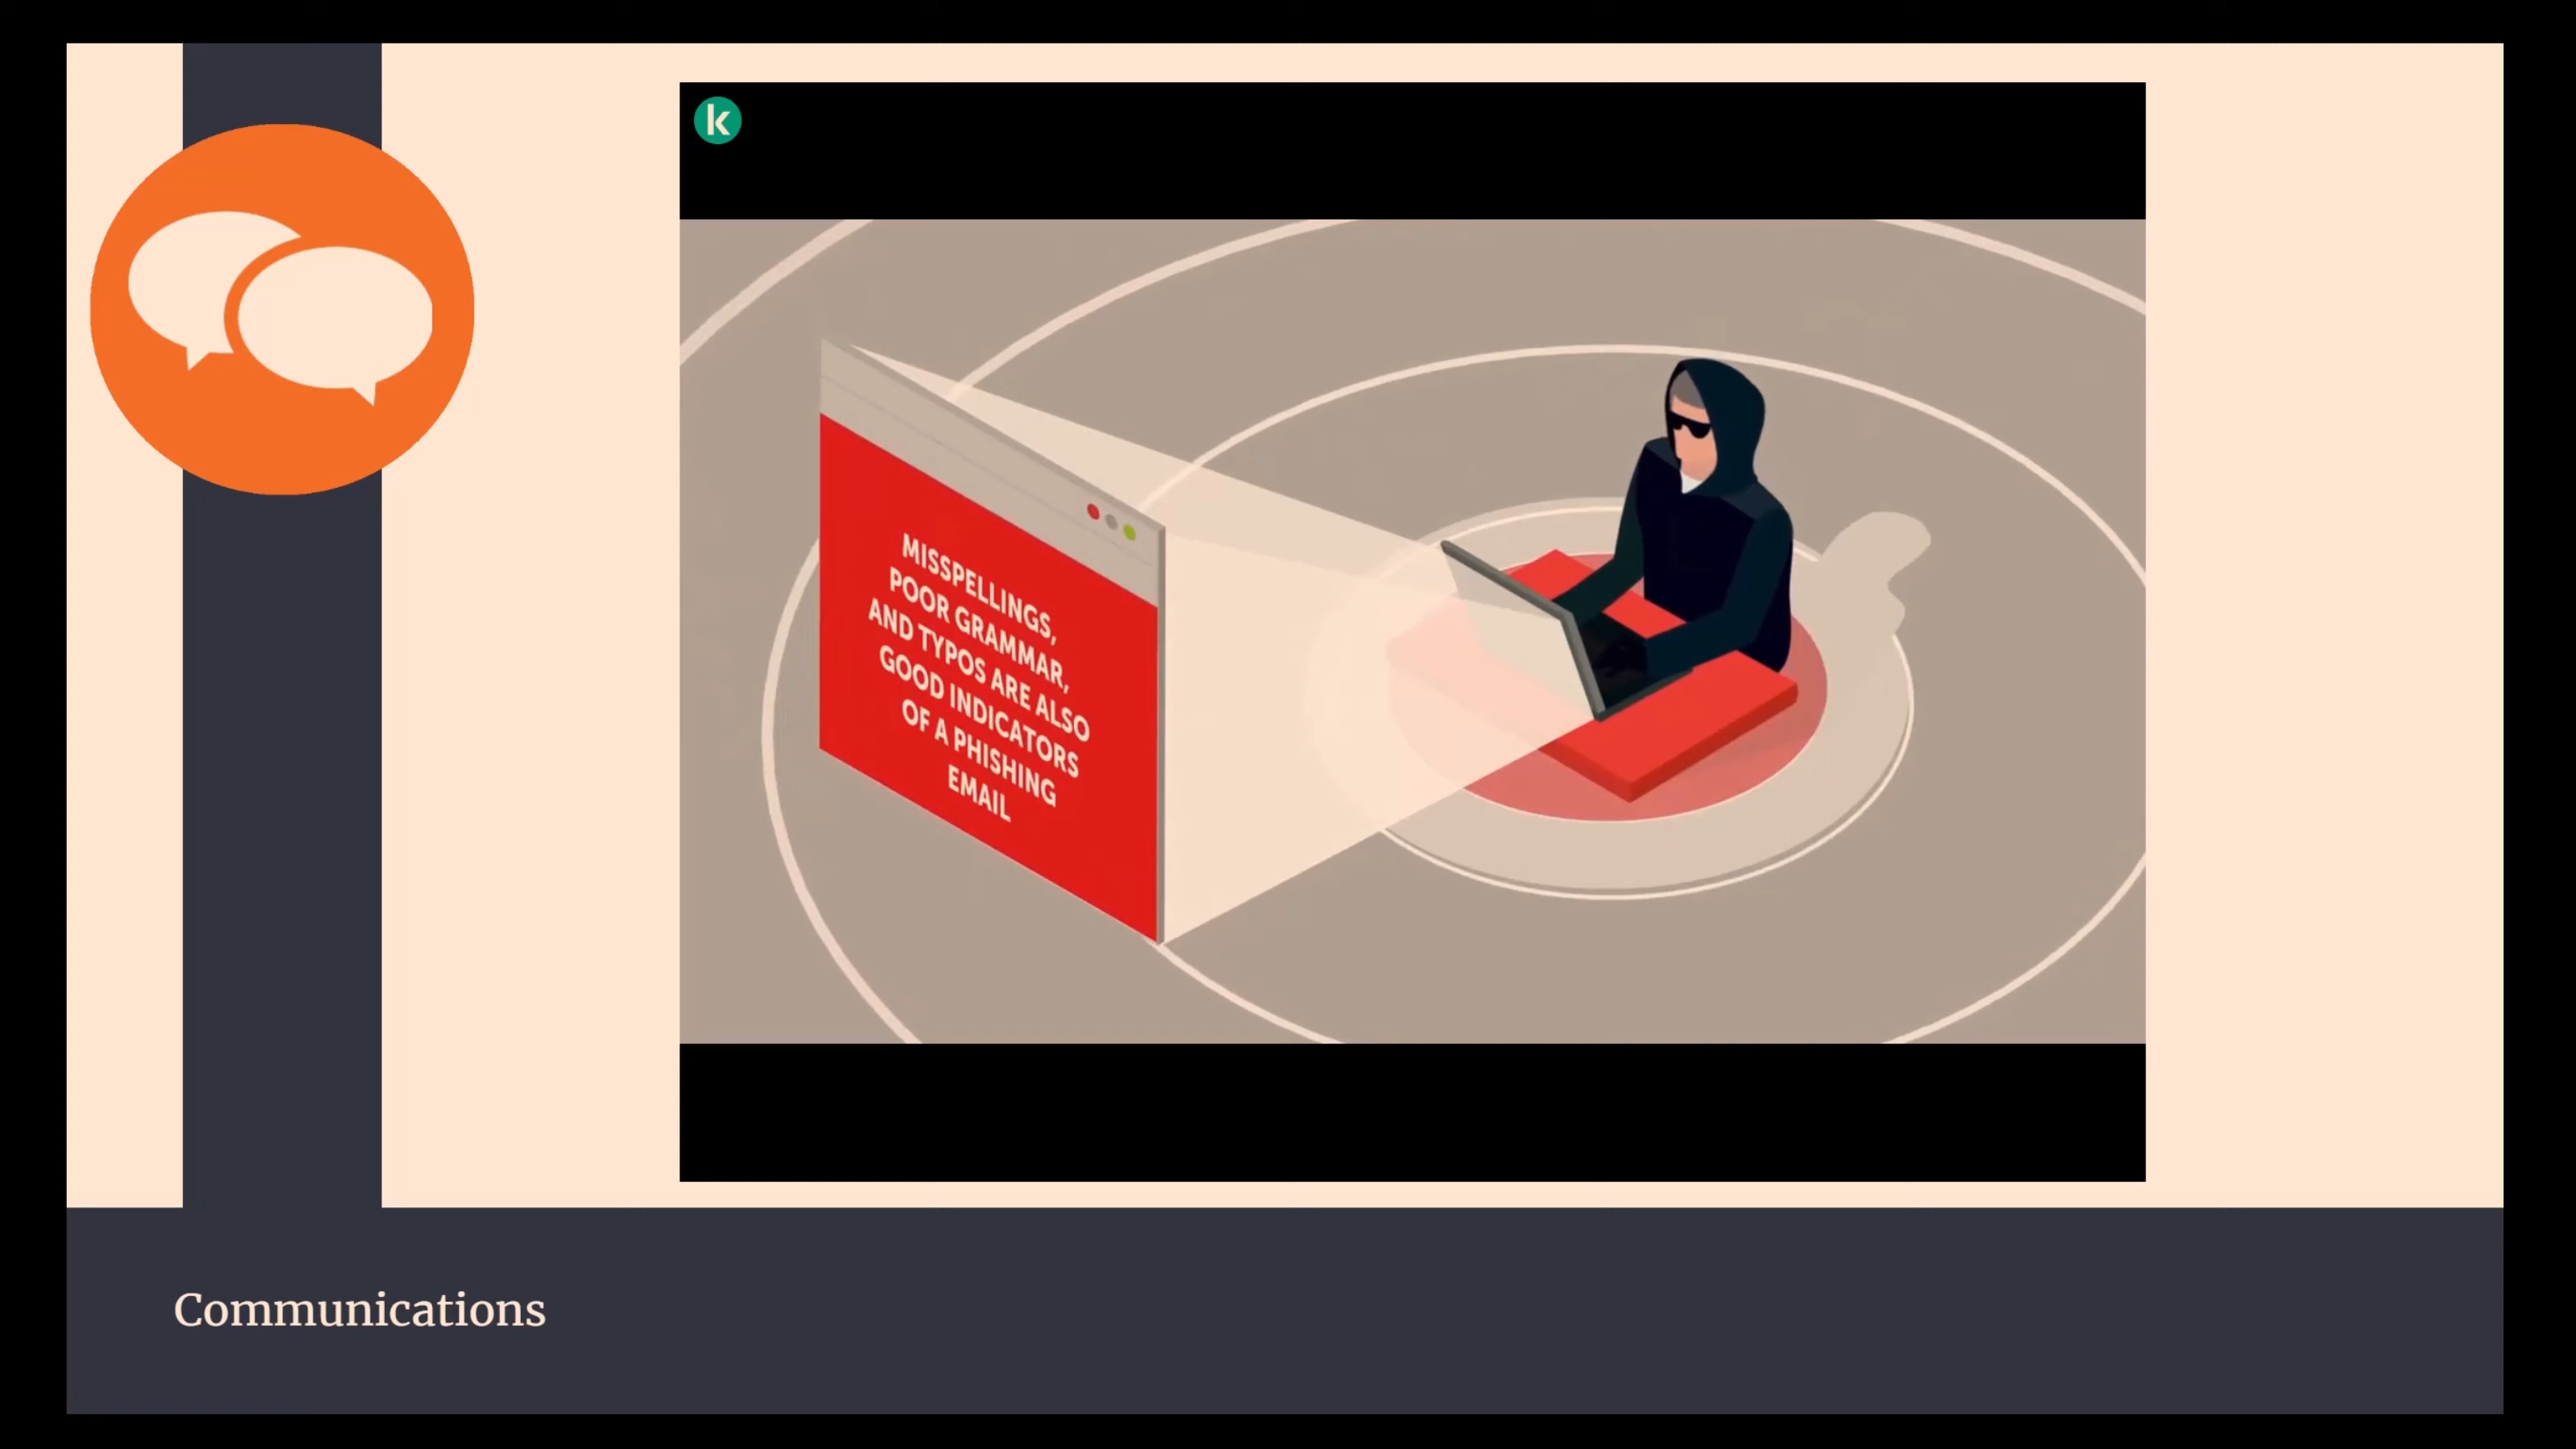 k
MISSPELLINGS,
POOR GRAMMAR,
AND TYPOS ARE ALSO
GOOD INDICATORS
OF A PHISHING
EMAIL
Communications